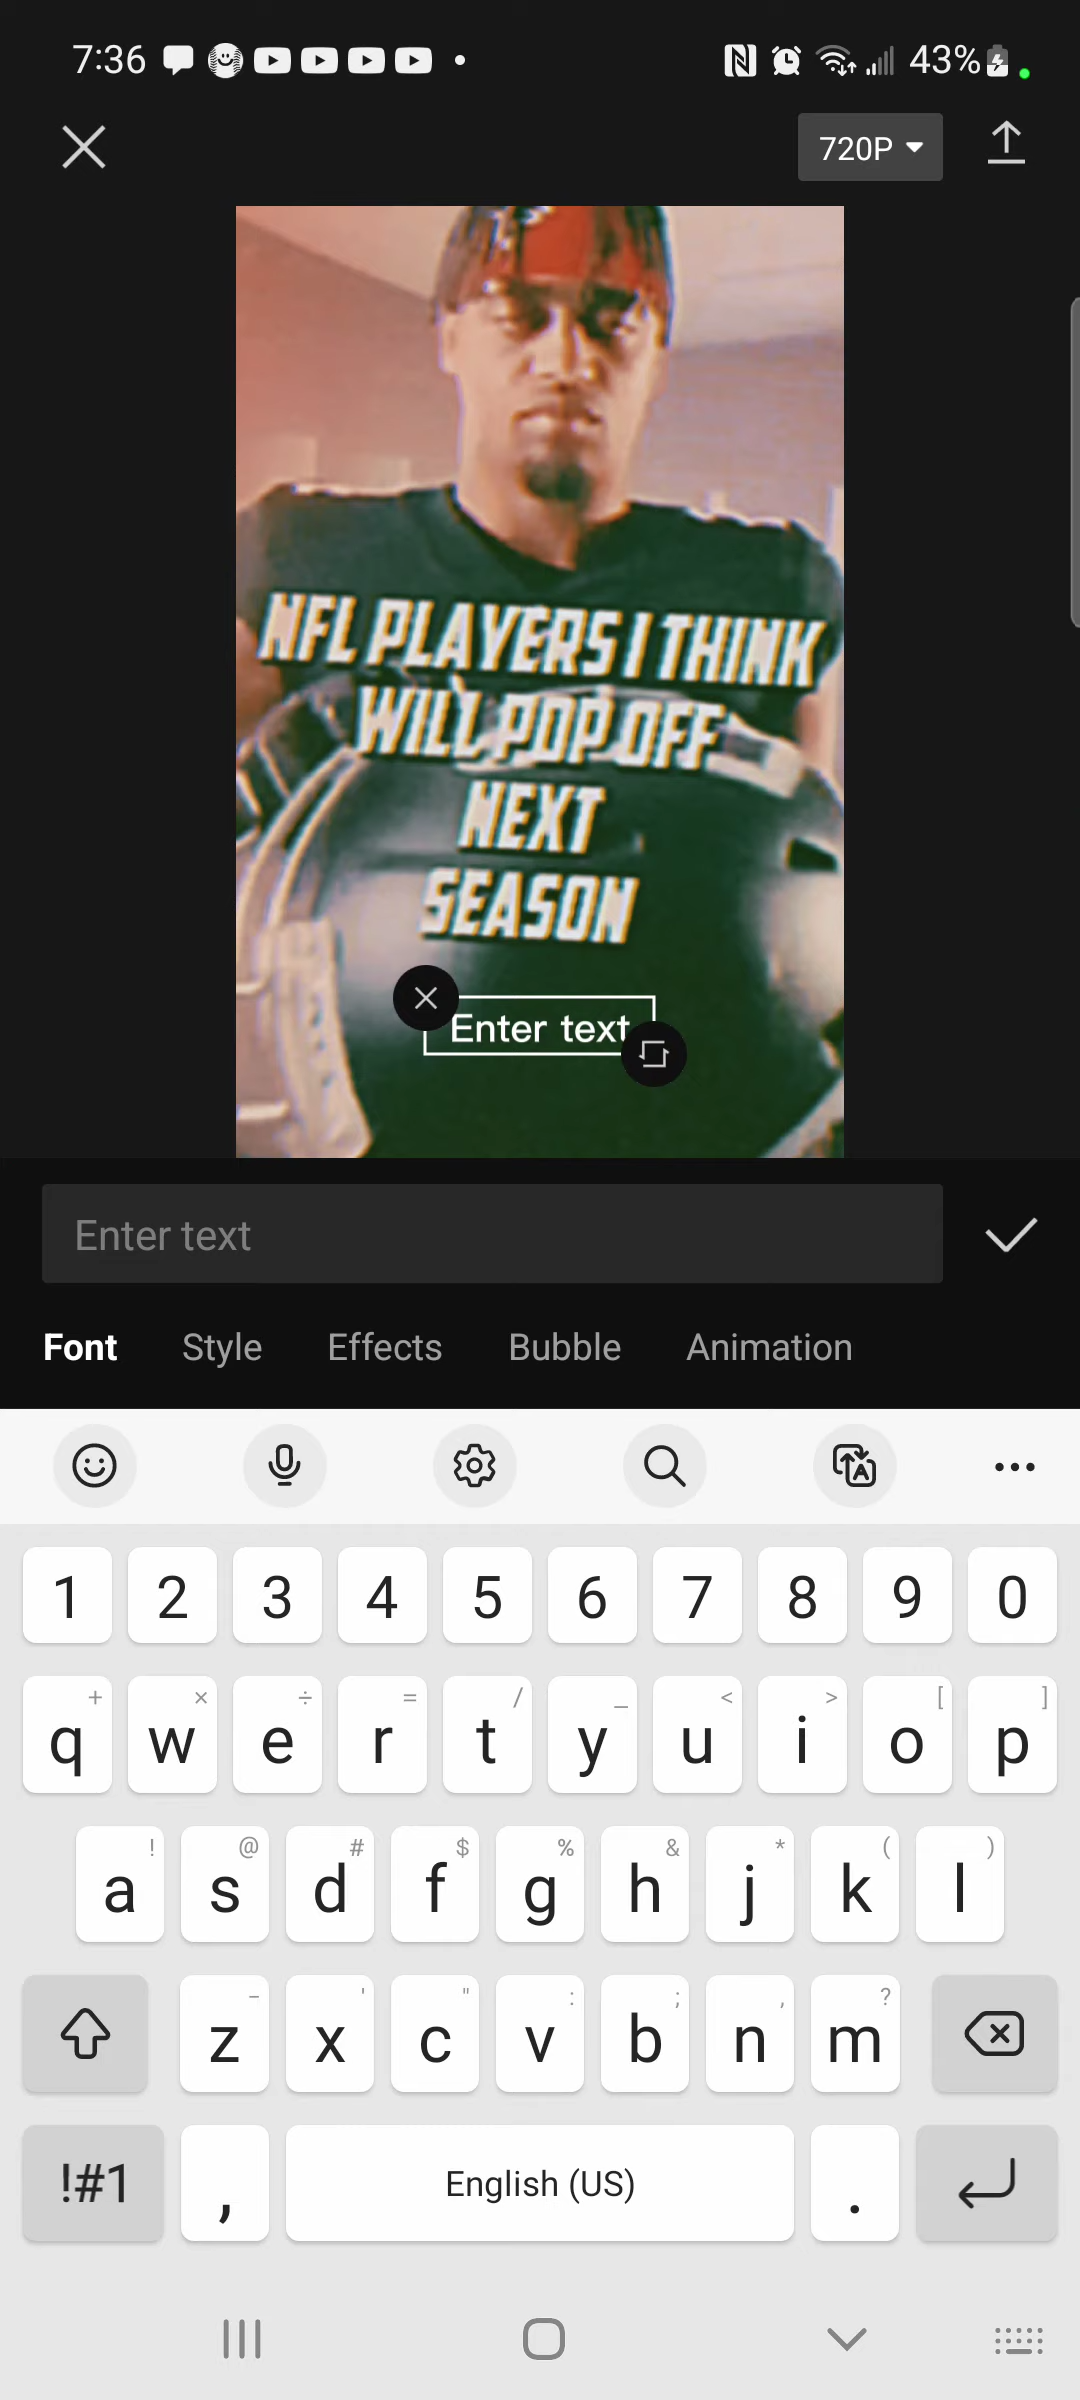 7:36
43%
720P
NFL PLAYERS I THINK
WILL POP OFF
NEXT
SEASON
Enter text
Enter text
Font Style Effects Bubble Animation
1 2 3 4 5 6 7 8 9 0
+ × ÷ = / _ < > [ ]
q w e r t y u i o p
! @ # $ % & * ( )
a s d f g h j k l
- ' " : ; , ?
z x c v b n m
!#1 , English (US) .